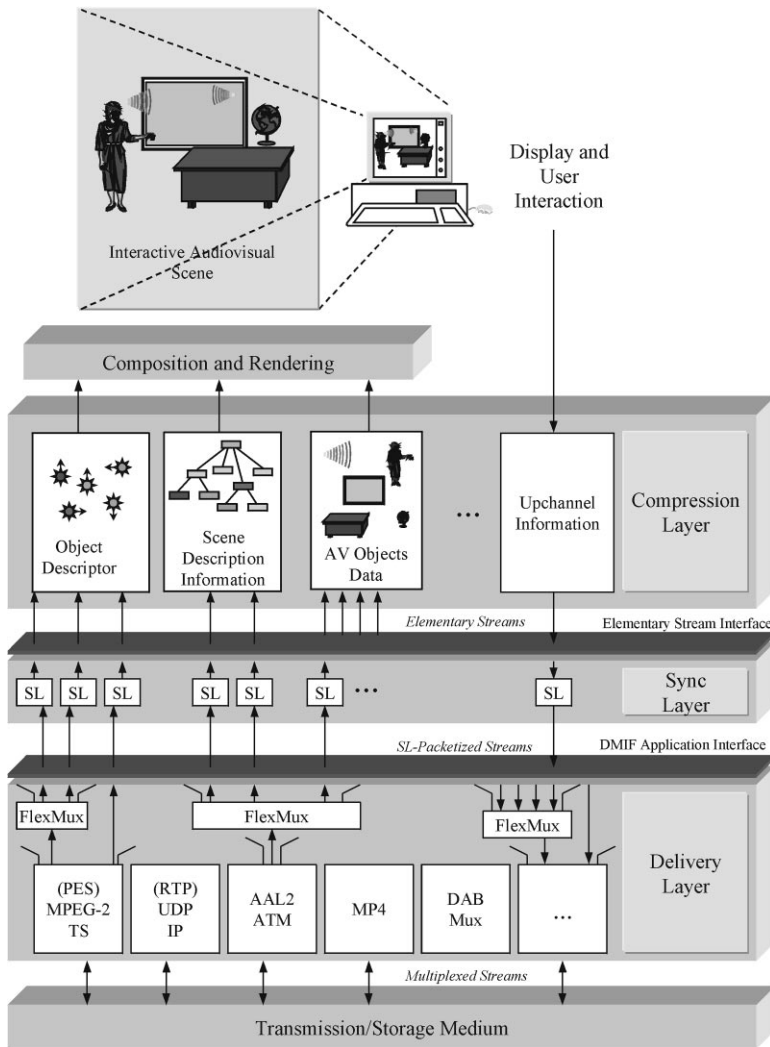 Display and
User
Interaction
Interactive Audiovisual
Scene
Composition and Rendering
Object
Descriptor
Scene
Description
Information
AV Objects
Data
...
Upchannel
Information
Compression
Layer
Elementary Streams
Elementary Stream Interface
SL
SL
SL
SL
SL
SL
...
SL
Sync
Layer
SL-Packetized Streams
DMIF Application Interface
FlexMux
FlexMux
FlexMux
(PES)
MPEG-2
TS
(RTP)
UDP
IP
AAL2
ATM
MP4
DAB
Mux
...
Delivery
Layer
Multiplexed Streams
Transmission/Storage Medium